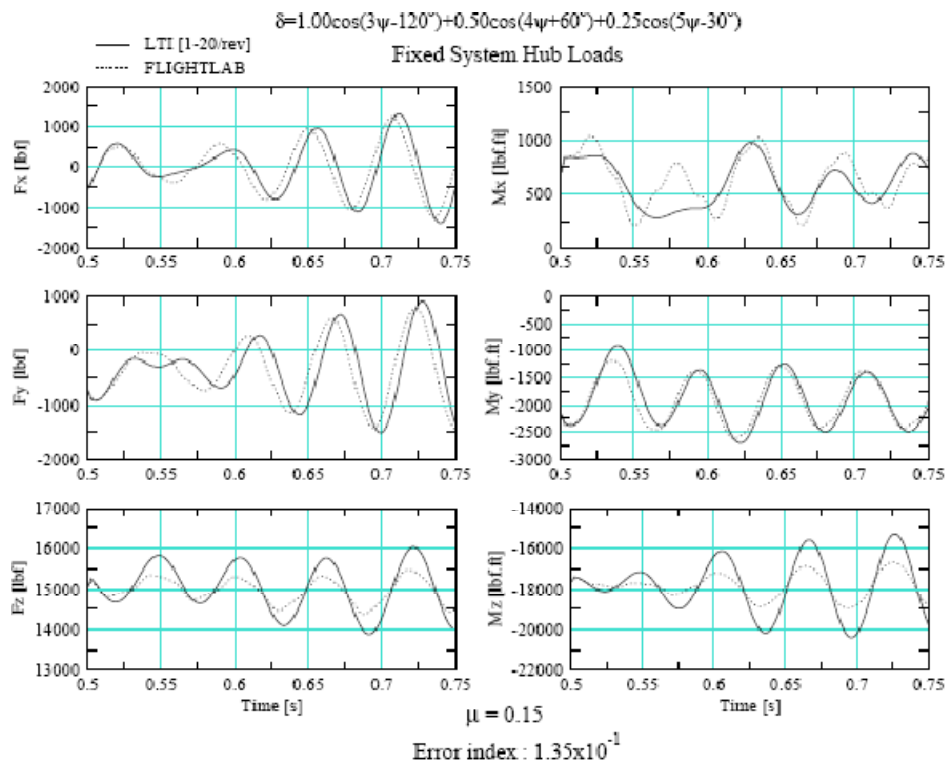 δ=1.00cos(3ψ-120°)+0.50cos(4ψ+60°)+0.25cos(5ψ-30°)
LTI [1-20/rev]
FLIGHTLAB
Fixed System Hub Loads
Fx [lbf]
2000
1000
0
-1000
-2000
0.5 0.55 0.6 0.65 0.7 0.75
Mx [lbf.ft]
1500
1000
500
0
0.5 0.55 0.6 0.65 0.7 0.75
Fy [lbf]
1000
0
-1000
-2000
0.5 0.55 0.6 0.65 0.7 0.75
My [lbf.ft]
0
-500
-1000
-1500
-2000
-2500
-3000
0.5 0.55 0.6 0.65 0.7 0.75
Fz [lbf]
17000
16000
15000
14000
13000
0.5 0.55 0.6 0.65 0.7 0.75
Time [s]
Mz [lbf.ft]
-14000
-16000
-18000
-20000
-22000
0.5 0.55 0.6 0.65 0.7 0.75
Time [s]
μ = 0.15
Error index : 1.35x10⁻¹